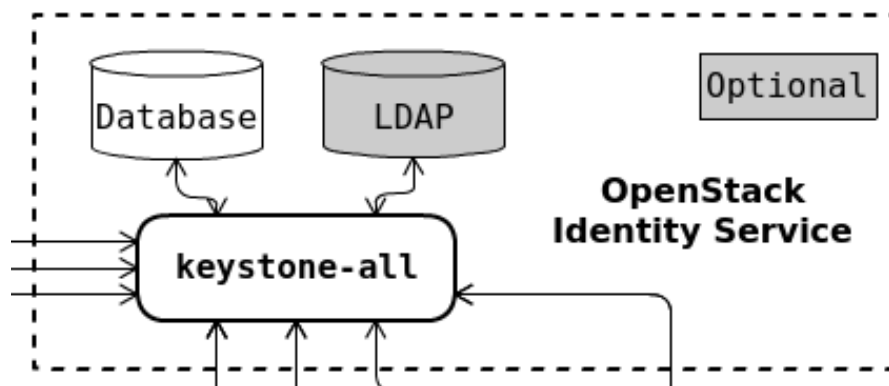 Database
LDAP
Optional
OpenStack
Identity Service
keystone-all